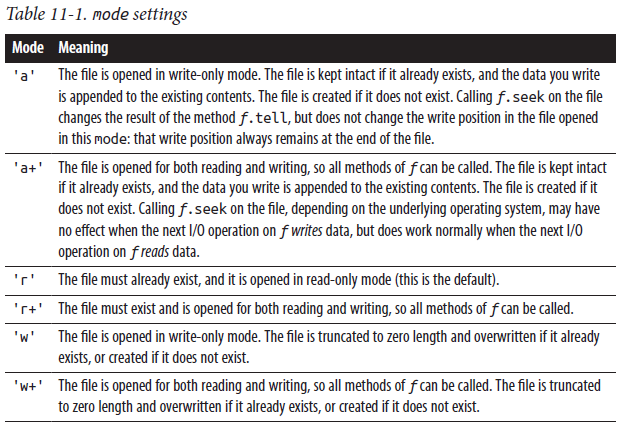 Table 11-1. mode settings
Mode Meaning
'a' The file is opened in write-only mode. The file is kept intact if it already exists, and the data you write
is appended to the existing contents. The file is created if it does not exist. Calling f.seek on the file
changes the result of the method f.tell, but does not change the write position in the file opened
in this mode: that write position always remains at the end of the file.
'a+' The file is opened for both reading and writing, so all methods of f can be called. The file is kept intact
if it already exists, and the data you write is appended to the existing contents. The file is created if it
does not exist. Calling f.seek on the file, depending on the underlying operating system, may have
no effect when the next I/O operation on f writes data, but does work normally when the next I/O
operation on f reads data.
'r' The file must already exist, and it is opened in read-only mode (this is the default).
'r+' The file must exist and is opened for both reading and writing, so all methods of f can be called.
'w' The file is opened in write-only mode. The file is truncated to zero length and overwritten if it already
exists, or created if it does not exist.
'w+' The file is opened for both reading and writing, so all methods of f can be called. The file is truncated
to zero length and overwritten if it already exists, or created if it does not exist.